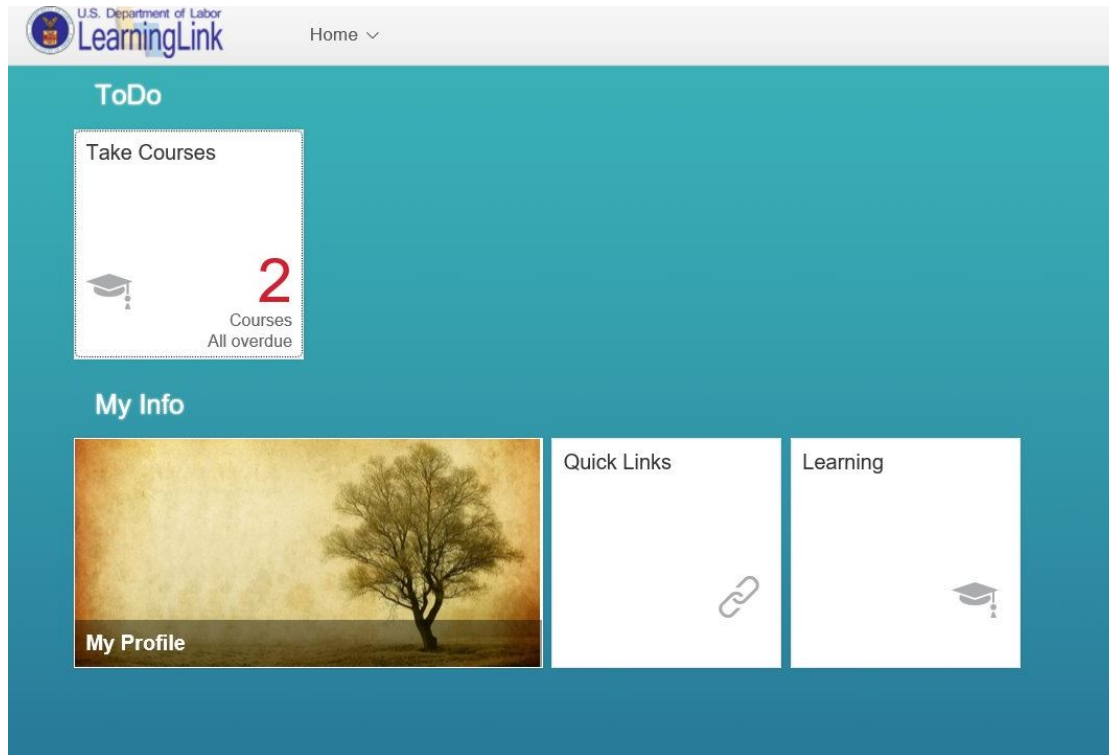 U.S. Department of Labor
LearningLink
Home
ToDo
Take Courses
2
Courses
All overdue
My Info
My Profile
Quick Links
Learning